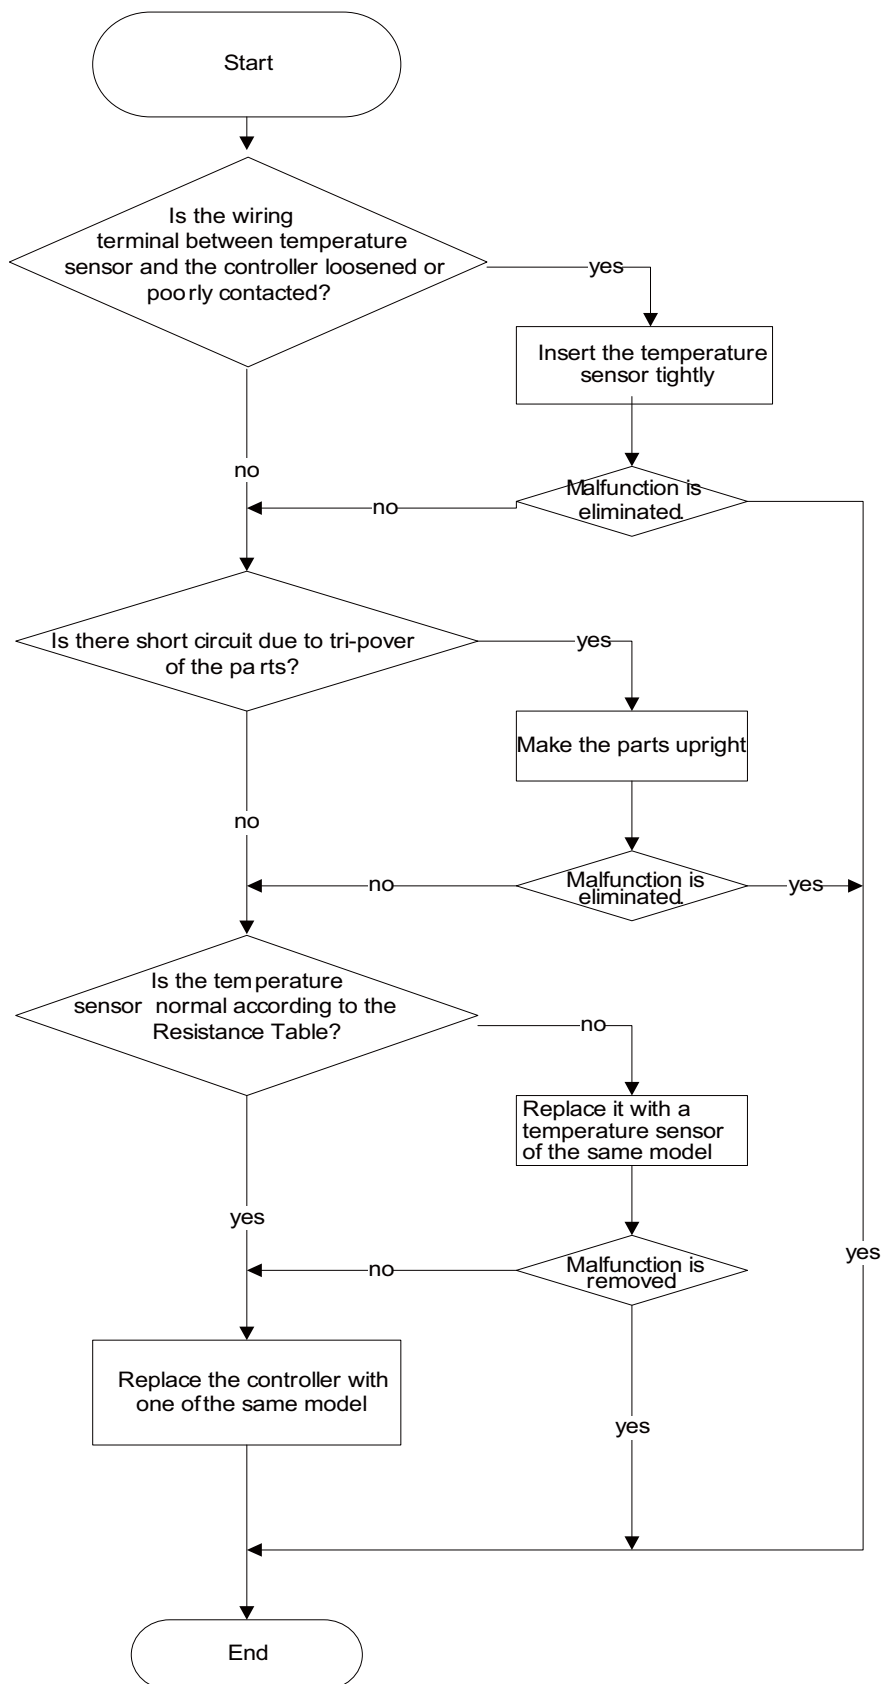 Start
Is the wiring
terminal between temperature
sensor and the controller loosened or
poorly contacted?
yes
Insert the temperature
sensor tightly
no
Malfunction is
eliminated.
no
Is there short circuit due to tri-pover
of the parts?
yes
Make the parts upright
no
Malfunction is
eliminated.
no
yes
Is the temperature
sensor normal according to the
Resistance Table?
no
Replace it with a
temperature sensor
of the same model
yes
Malfunction is
removed
no
yes
Replace the controller with
one of the same model
yes
End